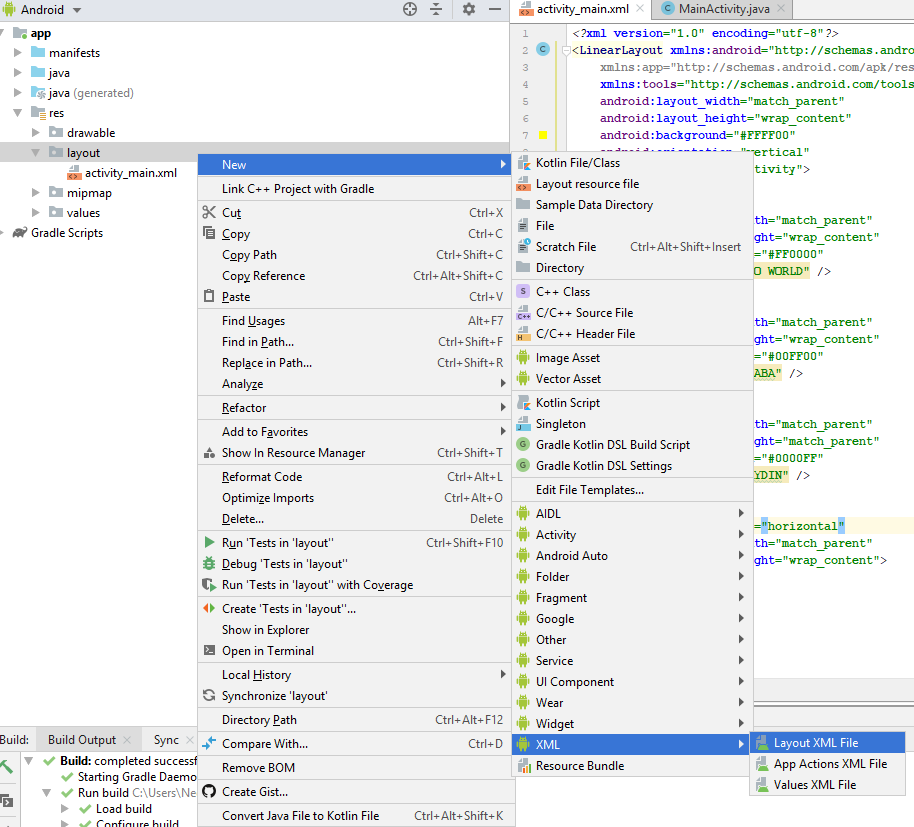 Android
activity_main.xml
MainActivity.java
app
manifests
java
java (generated)
res
drawable
layout
activity_main.xml
mipmap
values
Gradle Scripts
1 <?xml version="1.0" encoding="utf-8"?>
2 C <LinearLayout xmlns:android="http://schemas.andro
3 xmlns:app="http://schemas.android.com/apk/res
4 xmlns:tools="http://schemas.android.com/tools
5 android:layout_width="match_parent"
6 android:layout_height="wrap_content"
7 android:background="#FFFF00"
vertical"
tivity">
th="match_parent"
ght="wrap_content"
="#FF0000"
O WORLD" />
th="match_parent"
ght="wrap_content"
="#00FF00"
ABA" />
th="match_parent"
ght="match_parent"
="#0000FF"
YDIN" />
="horizontal"
th="match_parent"
ght="wrap_content">
New
Link C++ Project with Gradle
Cut Ctrl+X
Copy Ctrl+C
Copy Path Ctrl+Shift+C
Copy Reference Ctrl+Alt+Shift+C
Paste Ctrl+V
Find Usages Alt+F7
Find in Path... Ctrl+Shift+F
Replace in Path... Ctrl+Shift+R
Analyze
Refactor
Add to Favorites
Show In Resource Manager Ctrl+Shift+T
Reformat Code Ctrl+Alt+L
Optimize Imports Ctrl+Alt+O
Delete... Delete
Run 'Tests in 'layout'' Ctrl+Shift+F10
Debug 'Tests in 'layout''
Run 'Tests in 'layout'' with Coverage
Create 'Tests in 'layout''...
Show in Explorer
Open in Terminal
Local History
Synchronize 'layout'
Directory Path Ctrl+Alt+F12
Compare With... Ctrl+D
Remove BOM
Create Gist...
Convert Java File to Kotlin File Ctrl+Alt+Shift+K
Kotlin File/Class
Layout resource file
Sample Data Directory
File
Scratch File Ctrl+Alt+Shift+Insert
Directory
C++ Class
C/C++ Source File
C/C++ Header File
Image Asset
Vector Asset
Kotlin Script
Singleton
Gradle Kotlin DSL Build Script
Gradle Kotlin DSL Settings
Edit File Templates...
AIDL
Activity
Android Auto
Folder
Fragment
Google
Other
Service
UI Component
Wear
Widget
XML
Resource Bundle
Layout XML File
App Actions XML File
Values XML File
Build: Build Output Sync
Build: completed successf
Starting Gradle Daemo
Run build C:\Users\Ne
Load build
Configure build